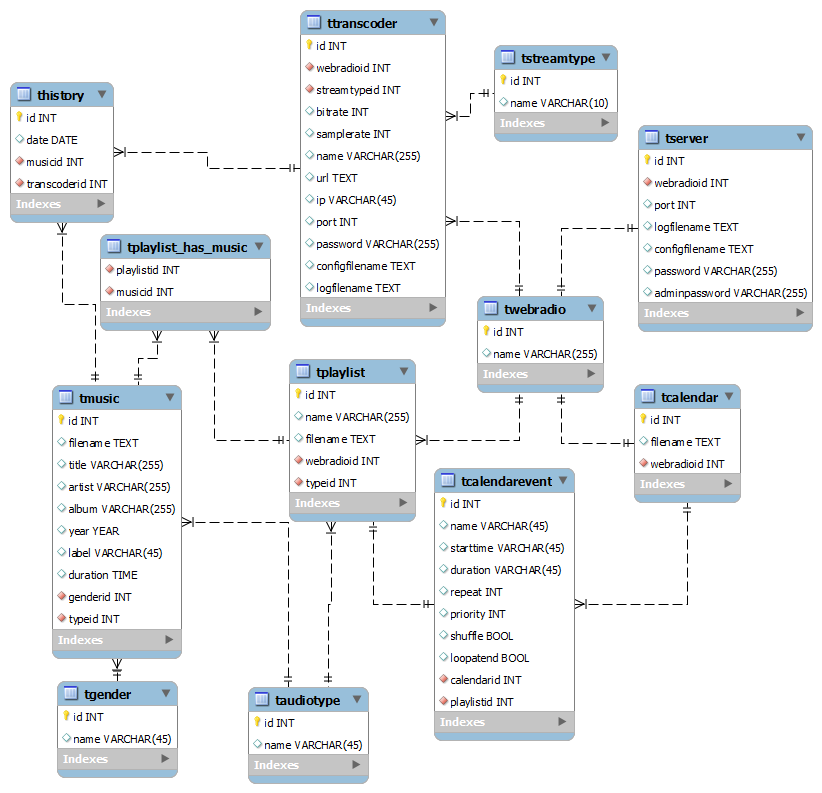 ttranscoder
id INT
webradioid INT
streamtypeid INT
bitrate INT
samplerate INT
name VARCHAR(255)
url TEXT
ip VARCHAR(45)
port INT
password VARCHAR(255)
configfilename TEXT
logfilename TEXT
Indexes
tstreamtype
id INT
name VARCHAR(10)
Indexes
thistory
id INT
date DATE
musicid INT
transcoderid INT
Indexes
tserver
id INT
webradioid INT
port INT
logfilename TEXT
configfilename TEXT
password VARCHAR(255)
adminpassword VARCHAR(255)
Indexes
tplaylist_has_music
playlistid INT
musicid INT
Indexes
twebradio
id INT
name VARCHAR(255)
Indexes
tplaylist
id INT
name VARCHAR(255)
filename TEXT
webradioid INT
typeid INT
Indexes
tmusic
id INT
filename TEXT
title VARCHAR(255)
artist VARCHAR(255)
album VARCHAR(255)
year YEAR
label VARCHAR(45)
duration TIME
genderid INT
typeid INT
Indexes
tcalendar
id INT
filename TEXT
webradioid INT
Indexes
tcalendarevent
id INT
name VARCHAR(45)
starttime VARCHAR(45)
duration VARCHAR(45)
repeat INT
priority INT
shuffle BOOL
loopatend BOOL
calendarid INT
playlistid INT
Indexes
tgender
id INT
name VARCHAR(45)
Indexes
taudiotype
id INT
name VARCHAR(45)
Indexes